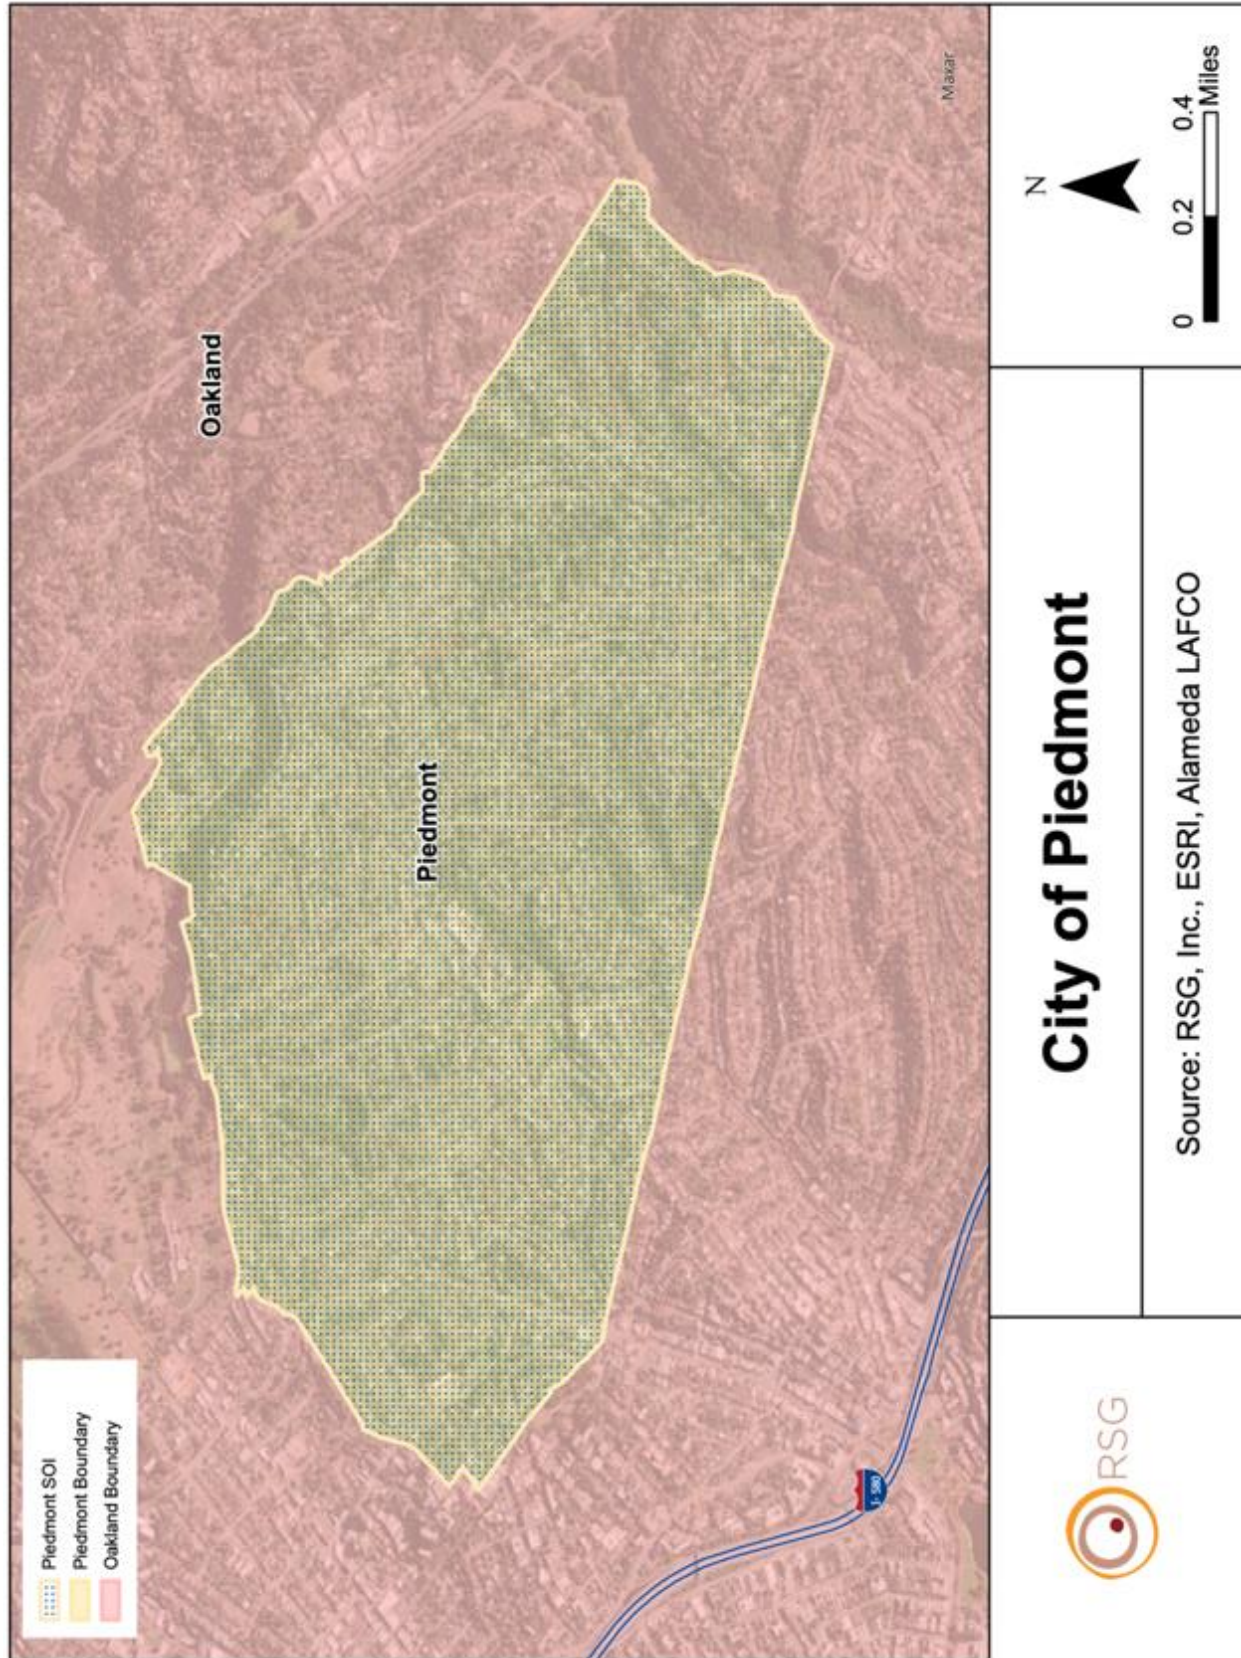 Piedmont SOI
Piedmont Boundary
Oakland Boundary
Oakland
Piedmont
I-580
Maxar
RSG
City of Piedmont
Source: RSG, Inc., ESRI, Alameda LAFCO
N
0 0.2 0.4
Miles